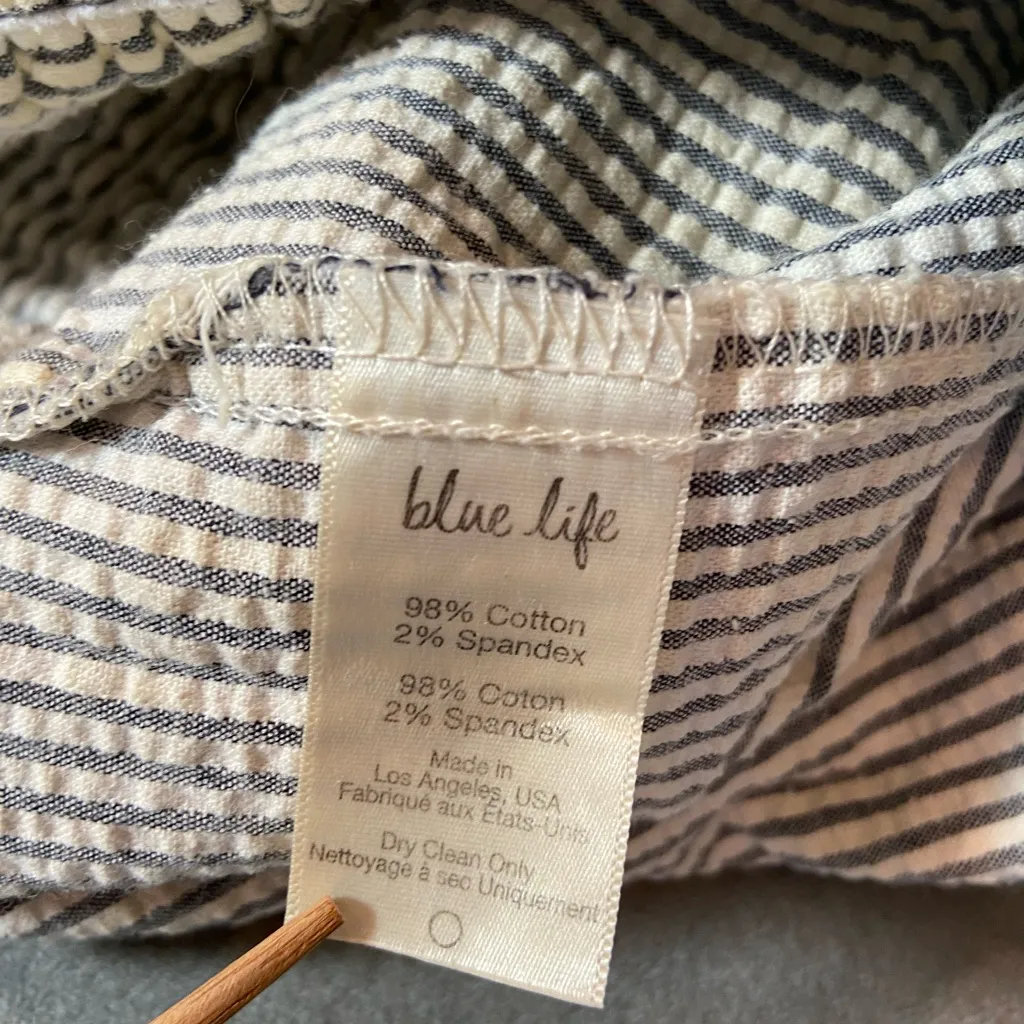 blue life
98% Cotton
2% Spandex
98% Coton
2% Spandex
Made in
Los Angeles, USA
Fabriqué aux États-Unis
Dry Clean Only
Nettoyage à sec Uniquement